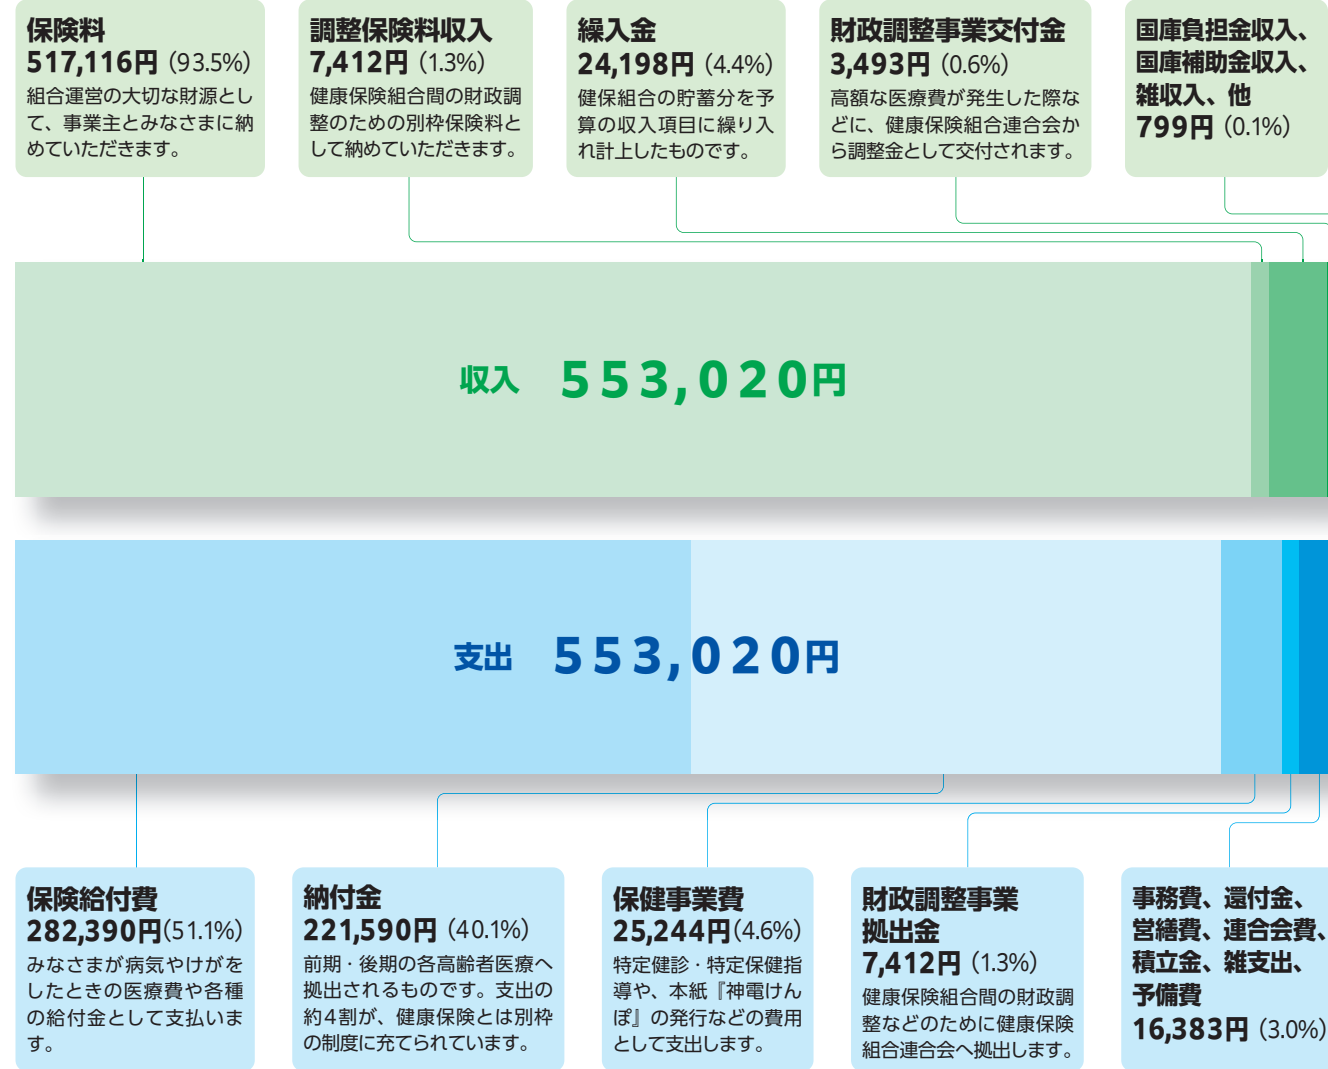 保険料
517,116円（93.5%）
組合運営の大切な財源とし
て、事業主とみなさまに納
めていただきます。
調整保険料収入
7,412円（1.3%）
健康保険組合間の財政調
整のための別枠保険料と
して納めていただきます。
繰入金
24,198円（4.4%）
健保組合の貯蓄分を予
算の収入項目に繰り入
れ計上したものです。
財政調整事業交付金
3,493円（0.6%）
高額な医療費が発生した際な
どに、健康保険組合連合会か
ら調整金として交付されます。
国庫負担金収入、
国庫補助金収入、
雑収入、他
799円（0.1%）
収入　553,020円
支出　553,020円
保険給付費
282,390円（51.1%）
みなさまが病気やけがを
したときの医療費や各種
の給付金として支払いま
す。
納付金
221,590円（40.1%）
前期・後期の各高齢者医療へ
拠出されるものです。支出の
約4割が、健康保険とは別枠
の制度に充てられています。
保健事業費
25,244円（4.6%）
特定健診・特定保健指
導や、本紙『神電けん
ぽ』の発行などの費用
として支出します。
財政調整事業
拠出金
7,412円（1.3%）
健康保険組合間の財政調
整などのために健康保険
組合連合会へ拠出します。
事務費、還付金、
営繕費、連合会費、
積立金、雑支出、
予備費
16,383円（3.0%）